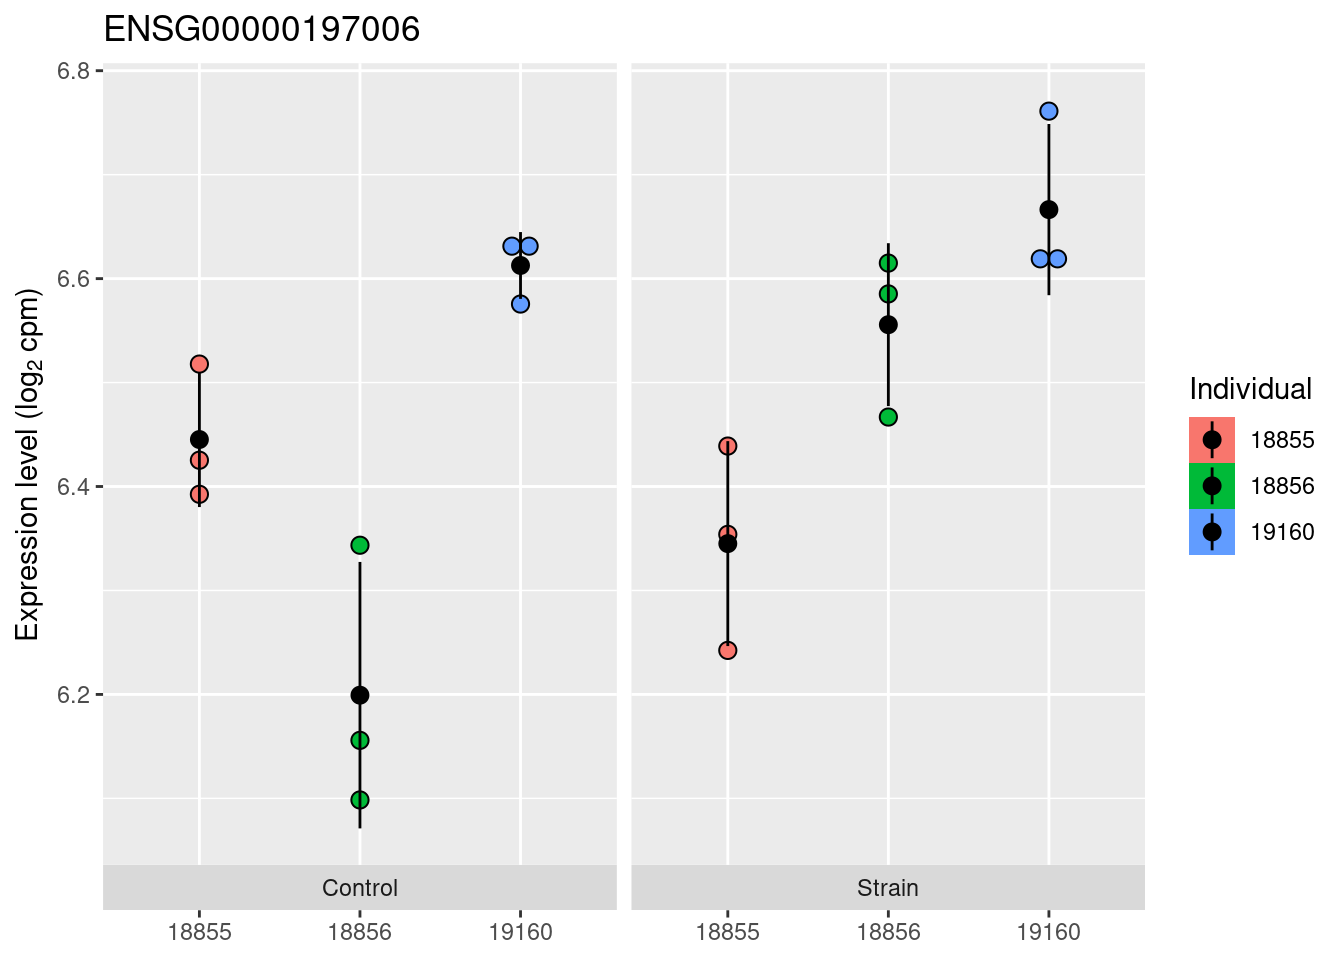 ENSG00000197006
Expression level (log2 cpm)
6.8
6.6
6.4
6.2
Control
Strain
18855
18856
19160
18855
18856
19160
Individual
18855
18856
19160